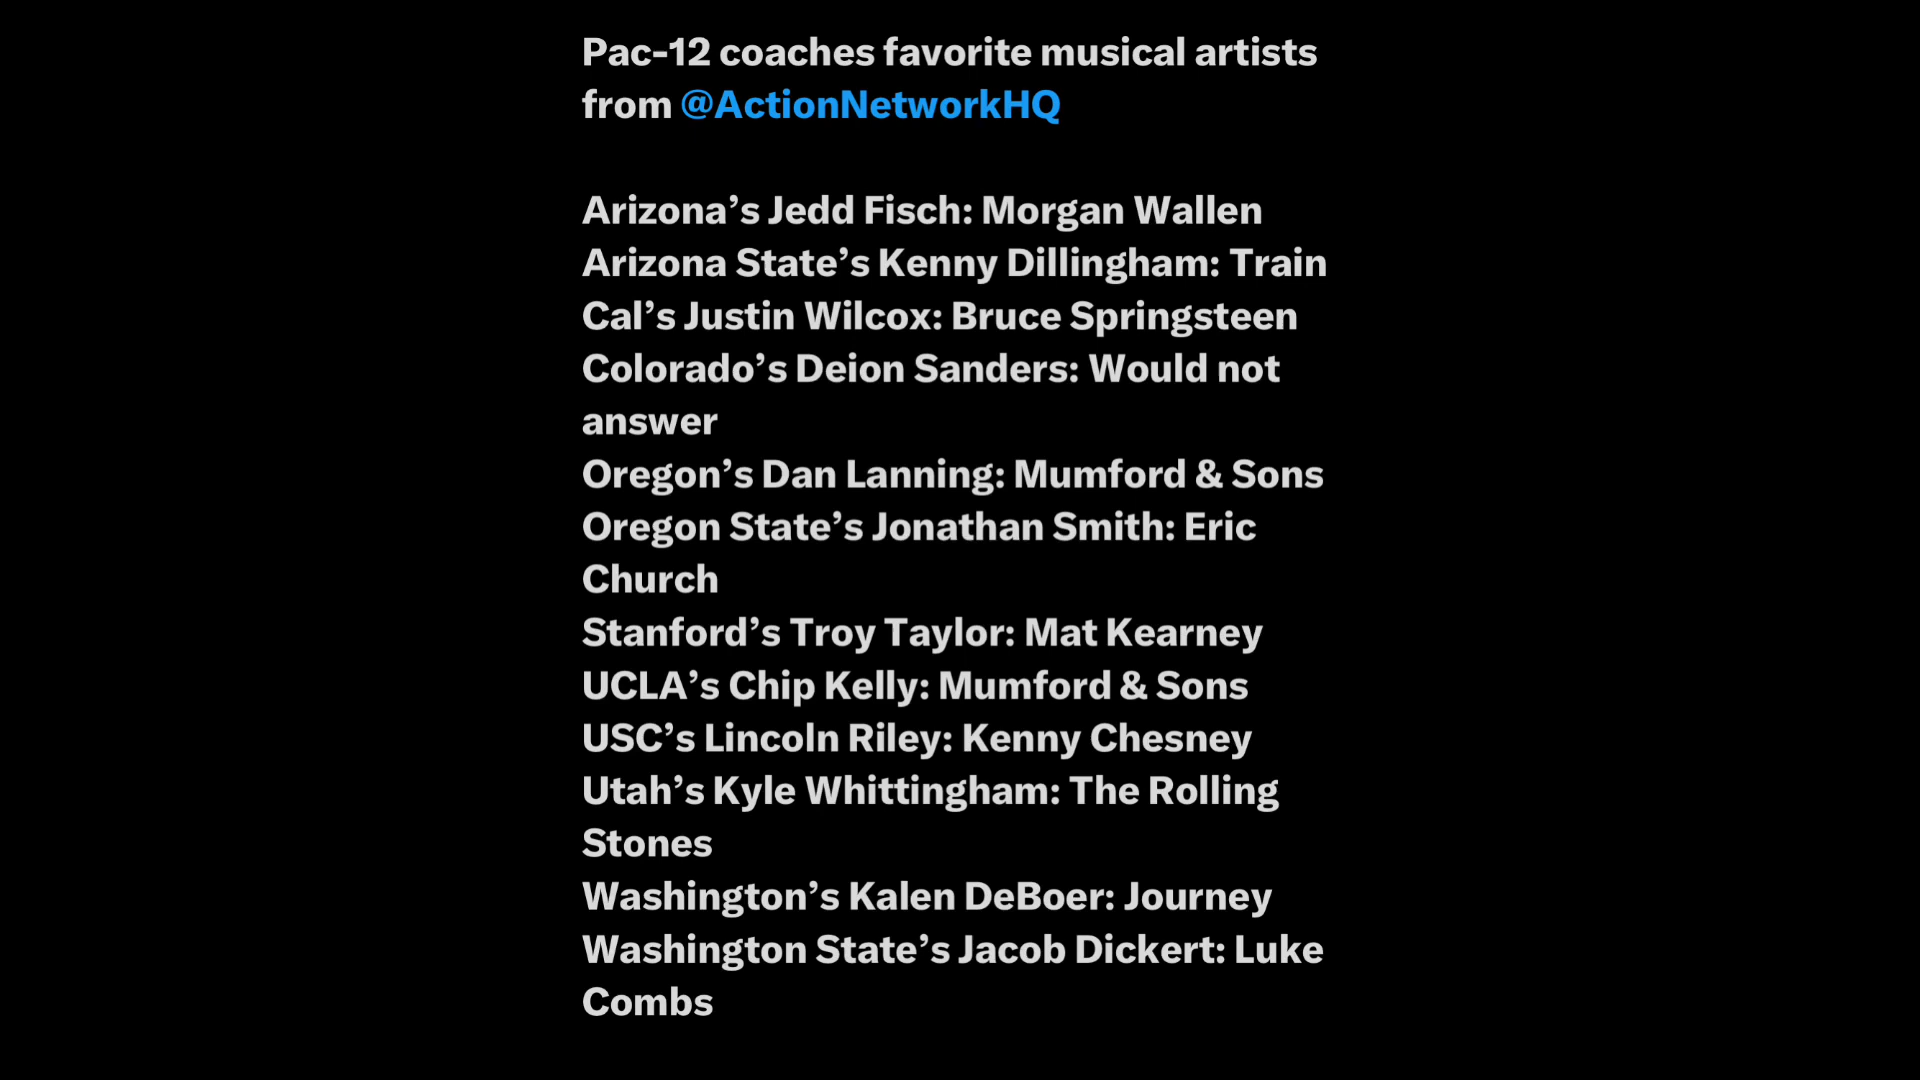 Pac-12 coaches favorite musical artists
from @ActionNetworkHQ
Arizona’s Jedd Fisch: Morgan Wallen
Arizona State’s Kenny Dillingham: Train
Cal’s Justin Wilcox: Bruce Springsteen
Colorado’s Deion Sanders: Would not
answer
Oregon’s Dan Lanning: Mumford & Sons
Oregon State’s Jonathan Smith: Eric
Church
Stanford’s Troy Taylor: Mat Kearney
UCLA’s Chip Kelly: Mumford & Sons
USC’s Lincoln Riley: Kenny Chesney
Utah’s Kyle Whittingham: The Rolling
Stones
Washington’s Kalen DeBoer: Journey
Washington State’s Jacob Dickert: Luke
Combs